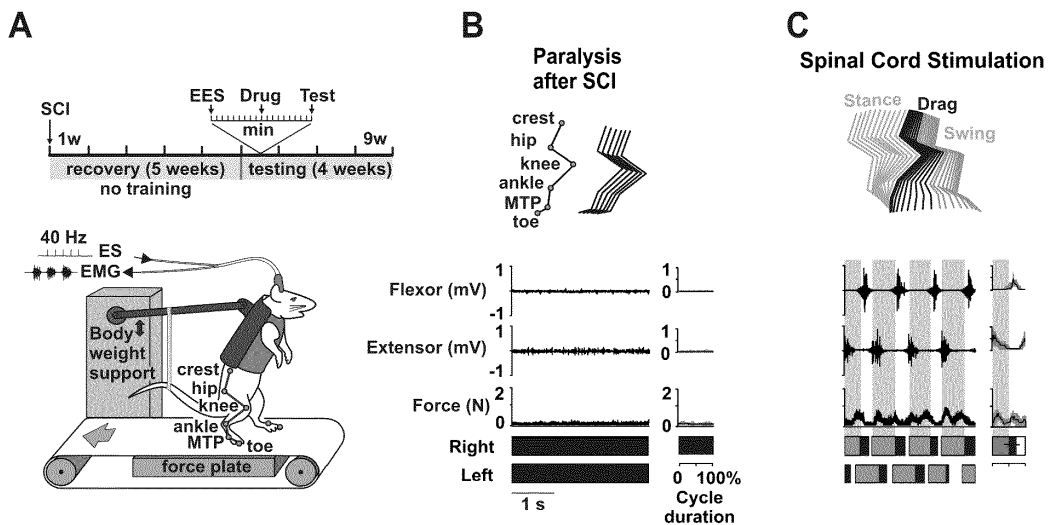 A
SCI
1w
EES Drug Test
min
9w
recovery (5 weeks)
testing (4 weeks)
no training
40 Hz
ES
EMG
Body
weight
support
crest
hip
knee
ankle
MTP
toe
force plate
B
Paralysis
after SCI
crest
hip
knee
ankle
MTP
toe
Flexor (mV)
1
-1
1
0
Extensor (mV)
1
-1
1
0
Force (N)
2
0
2
0
Right
Left
1 s
0 100%
Cycle
duration
C
Spinal Cord Stimulation
Stance
Drag
Swing